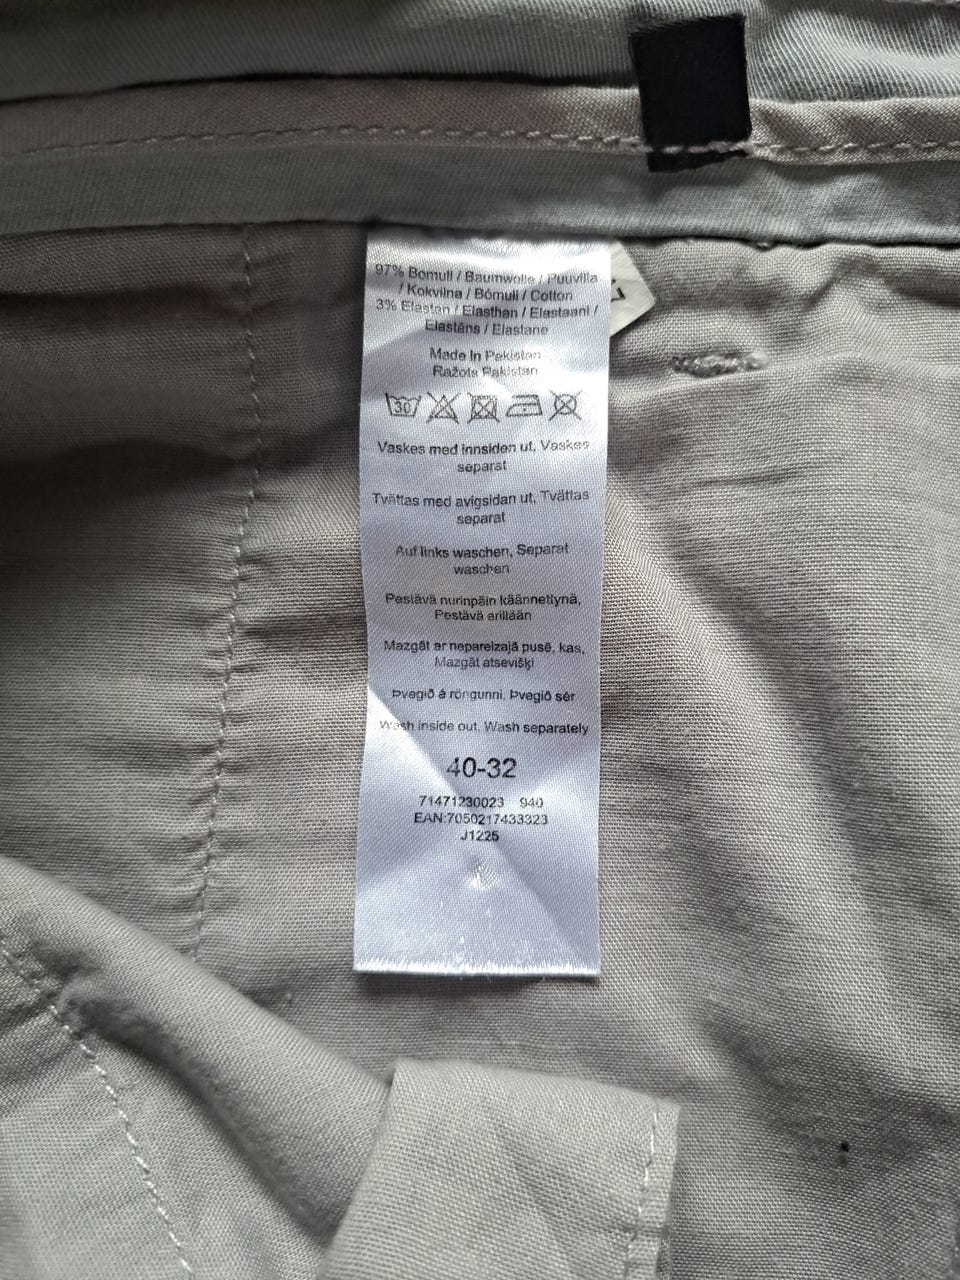 97% Bomull / Baumwolle / Puuvilla
/ Kokvilna / Bómull / Cotton
3% Elastan / Elasthan / Elastaani /
Elastāns / Elastane
Made In Pakistan
Ražots Pakistan
30
Vaskes med innsiden ut, Vaskes
separat
Tvättas med avigsidan ut, Tvättas
separat
Auf links waschen, Separat
waschen
Pestävä nurinpäin käännettynä,
Pestävä erillään
Mazgāt ar nepareizajā pusē, kas,
Mazgāt atsevišķi
Þvegið á röngunni, Þvegið sér
Wash inside out, Wash separately
40-32
71471230023 940
EAN:7050217433323
J1225